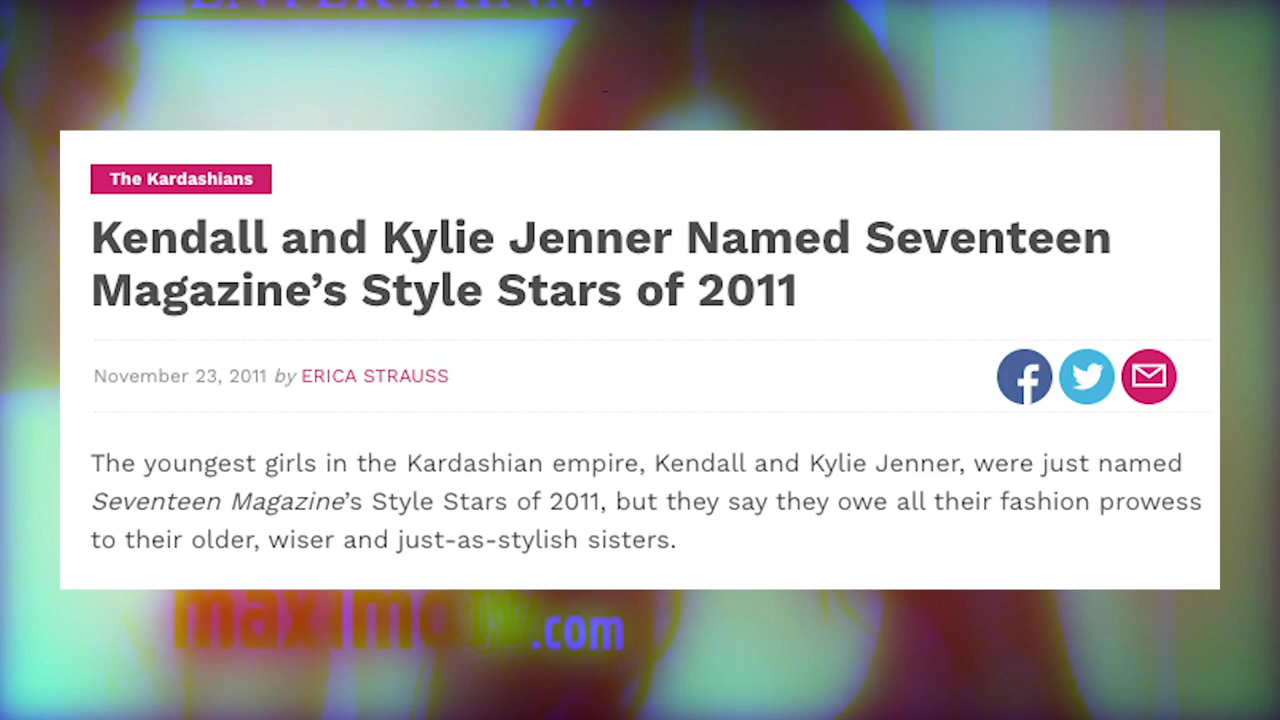 ENTERTAINM
The Kardashians
Kendall and Kylie Jenner Named Seventeen
Magazine’s Style Stars of 2011
November 23, 2011 by ERICA STRAUSS
The youngest girls in the Kardashian empire, Kendall and Kylie Jenner, were just named
Seventeen Magazine’s Style Stars of 2011, but they say they owe all their fashion prowess
to their older, wiser and just-as-stylish sisters.
maximotv.com